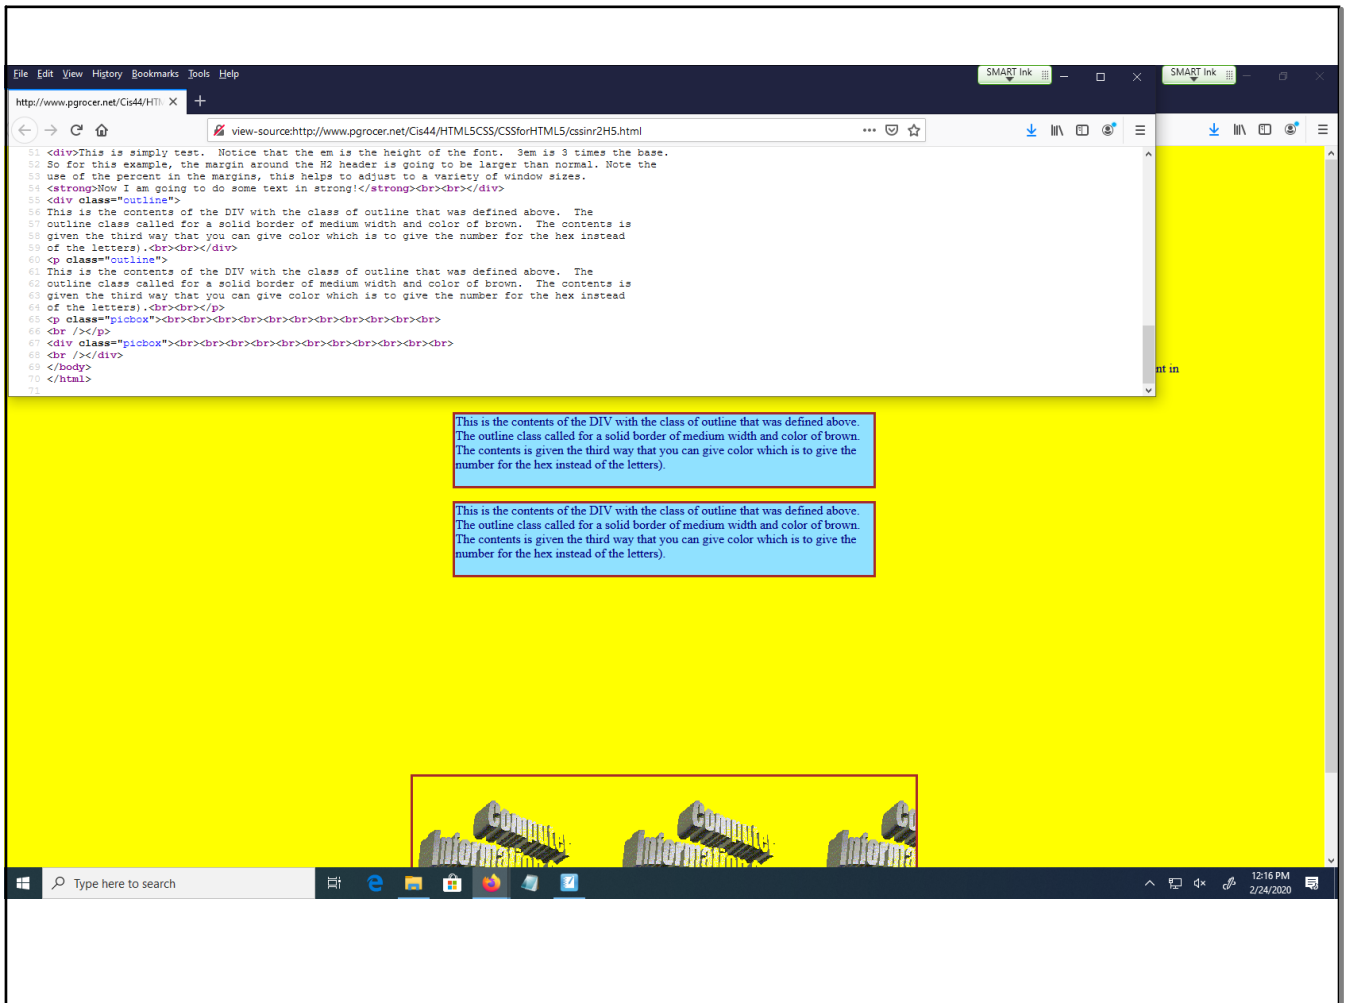 File Edit View History Bookmarks Tools Help
SMART Ink
SMART Ink
http://www.pgrocer.net/Cis44/HTM
view-source:http://www.pgrocer.net/Cis44/HTML5CSS/CSSforHTML5/cssinr2H5.html
51 <div>This is simply test.  Notice that the em is the height of the font.  3em is 3 times the base.
52 So for this example, the margin around the H2 header is going to be larger than normal. Note the
53 use of the percent in the margins, this helps to adjust to a variety of window sizes.
54 <strong>Now I am going to do some text in strong!</strong><br><br></div>
55 <div class="outline">
56 This is the contents of the DIV with the class of outline that was defined above.  The
57 outline class called for a solid border of medium width and color of brown.  The contents is
58 given the third way that you can give color which is to give the number for the hex instead
59 of the letters).<br><br></div>
60 <p class="outline">
61 This is the contents of the DIV with the class of outline that was defined above.  The
62 outline class called for a solid border of medium width and color of brown.  The contents is
63 given the third way that you can give color which is to give the number for the hex instead
64 of the letters).<br><br></p>
65 <p class="picbox"><br><br><br><br><br><br><br><br><br><br><br>
66 <br /></p>
67 <div class="picbox"><br><br><br><br><br><br><br><br><br><br><br>
68 <br /></div>
69 </body>
70 </html>
71
nt in
This is the contents of the DIV with the class of outline that was defined above.
The outline class called for a solid border of medium width and color of brown.
The contents is given the third way that you can give color which is to give the
number for the hex instead of the letters).
This is the contents of the DIV with the class of outline that was defined above.
The outline class called for a solid border of medium width and color of brown.
The contents is given the third way that you can give color which is to give the
number for the hex instead of the letters).
Type here to search
12:16 PM
2/24/2020